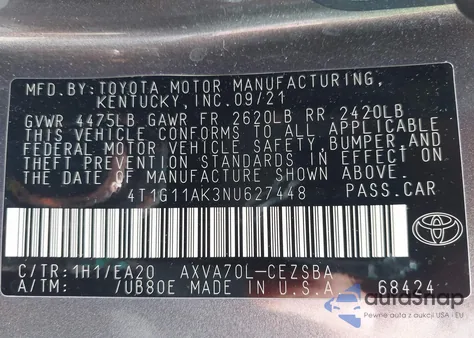 MFD.BY:TOYOTA MOTOR MANUFACTURING,
KENTUCKY, INC.09/21
GVWR 4475LB GAWR FR 2620LB RR 2420LB
THIS VEHICLE CONFORMS TO ALL APPLICABLE
FEDERAL MOTOR VEHICLE SAFETY, BUMPER, AND
THEFT PREVENTION STANDARDS IN EFFECT ON
THE DATE OF MANUFACTURE SHOWN ABOVE.
4T1G11AK3NU627448 PASS.CAR
C/TR:1H1/EA20 AXVA70L-CEZSBA
A/TM: /UB80E MADE IN U.S.A. 68424
autoSnap
Pewne auta z aukcji USA i EU